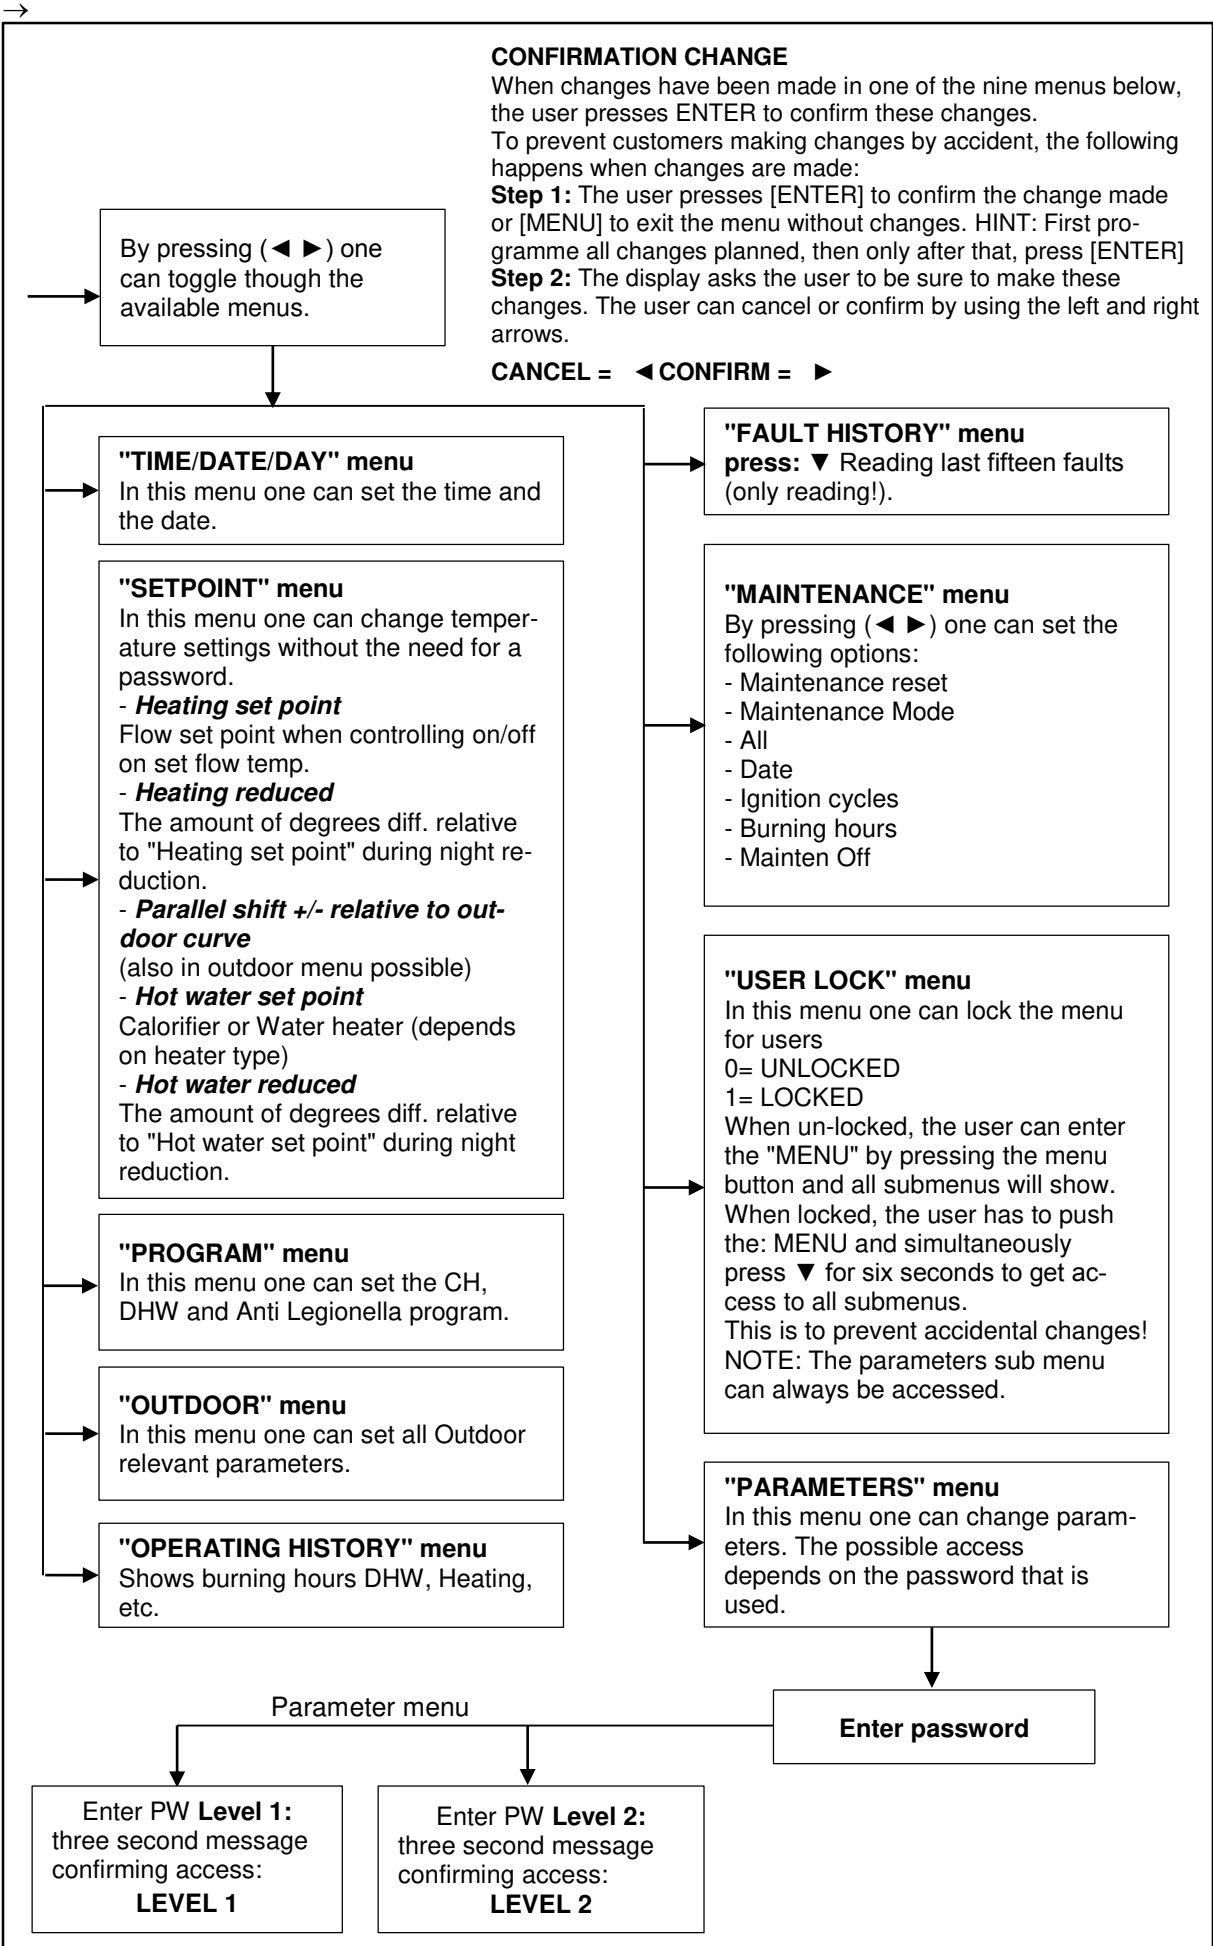 →
CONFIRMATION CHANGE
When changes have been made in one of the nine menus below,
the user presses ENTER to confirm these changes.
To prevent customers making changes by accident, the following
happens when changes are made:
Step 1: The user presses [ENTER] to confirm the change made
or [MENU] to exit the menu without changes. HINT: First pro-
gramme all changes planned, then only after that, press [ENTER]
Step 2: The display asks the user to be sure to make these
changes. The user can cancel or confirm by using the left and right
arrows.
CANCEL = ◄ CONFIRM = ►
By pressing (◄ ►) one
can toggle though the
available menus.
"TIME/DATE/DAY" menu
In this menu one can set the time and
the date.
"SETPOINT" menu
In this menu one can change temper-
ature settings without the need for a
password.
- Heating set point
Flow set point when controlling on/off
on set flow temp.
- Heating reduced
The amount of degrees diff. relative
to "Heating set point" during night re-
duction.
- Parallel shift +/- relative to out-
door curve
(also in outdoor menu possible)
- Hot water set point
Calorifier or Water heater (depends
on heater type)
- Hot water reduced
The amount of degrees diff. relative
to "Hot water set point" during night
reduction.
"PROGRAM" menu
In this menu one can set the CH,
DHW and Anti Legionella program.
"OUTDOOR" menu
In this menu one can set all Outdoor
relevant parameters.
"OPERATING HISTORY" menu
Shows burning hours DHW, Heating,
etc.
"FAULT HISTORY" menu
press: ▼ Reading last fifteen faults
(only reading!).
"MAINTENANCE" menu
By pressing (◄ ►) one can set the
following options:
- Maintenance reset
- Maintenance Mode
- All
- Date
- Ignition cycles
- Burning hours
- Mainten Off
"USER LOCK" menu
In this menu one can lock the menu
for users
0= UNLOCKED
1= LOCKED
When un-locked, the user can enter
the "MENU" by pressing the menu
button and all submenus will show.
When locked, the user has to push
the: MENU and simultaneously
press ▼ for six seconds to get ac-
cess to all submenus.
This is to prevent accidental changes!
NOTE: The parameters sub menu
can always be accessed.
"PARAMETERS" menu
In this menu one can change param-
eters. The possible access
depends on the password that is
used.
Parameter menu
Enter password
Enter PW Level 1:
three second message
confirming access:
LEVEL 1
Enter PW Level 2:
three second message
confirming access:
LEVEL 2